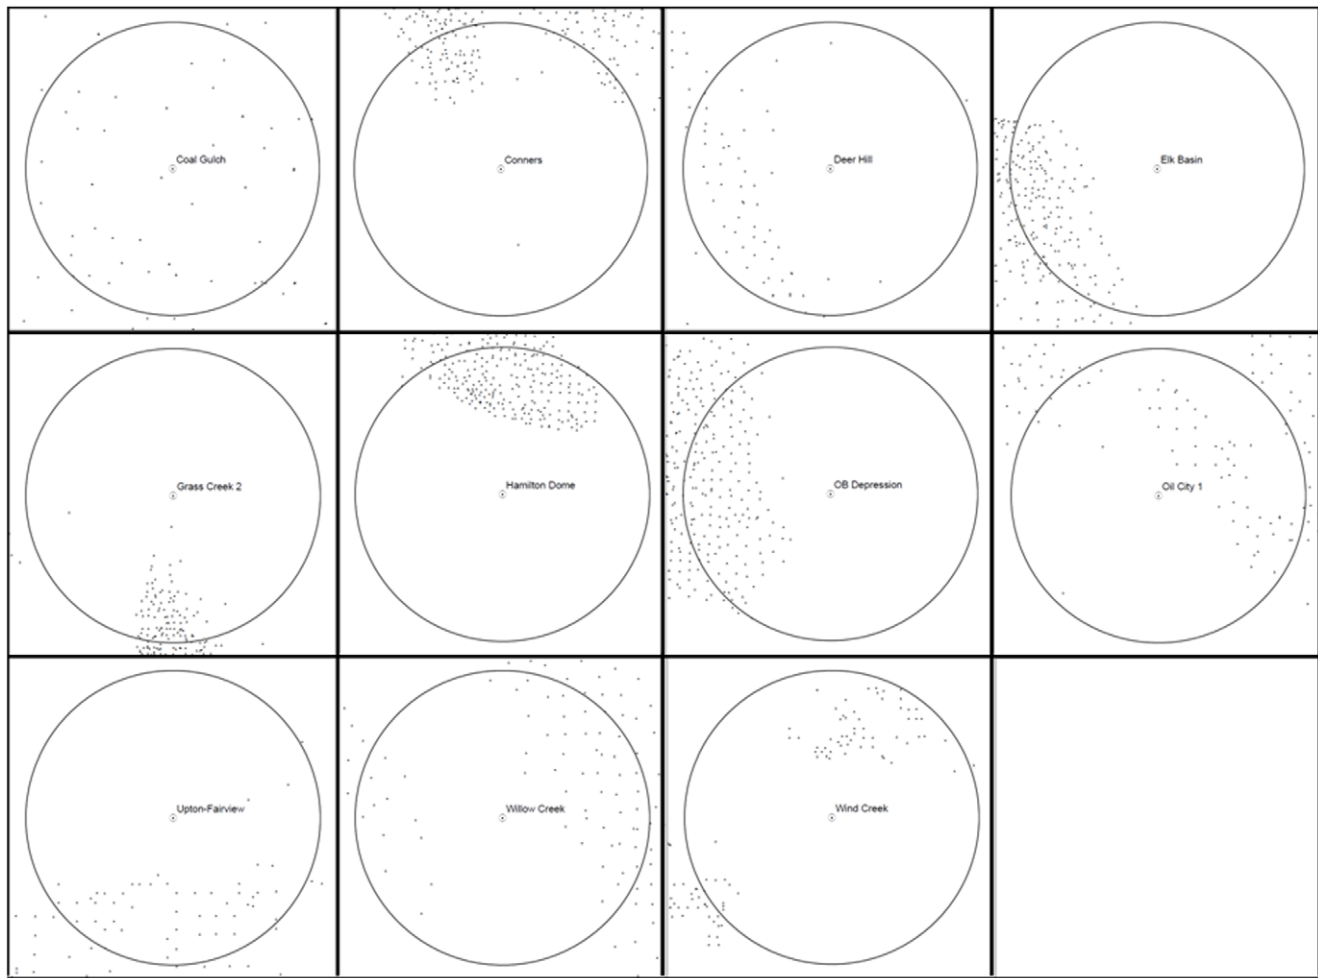 Coal Gulch
Conners
Deer Hill
Elk Basin
Grass Creek 2
Hamilton Dome
OB Depression
Oil City 1
Upton-Fairview
Willow Creek
Wind Creek